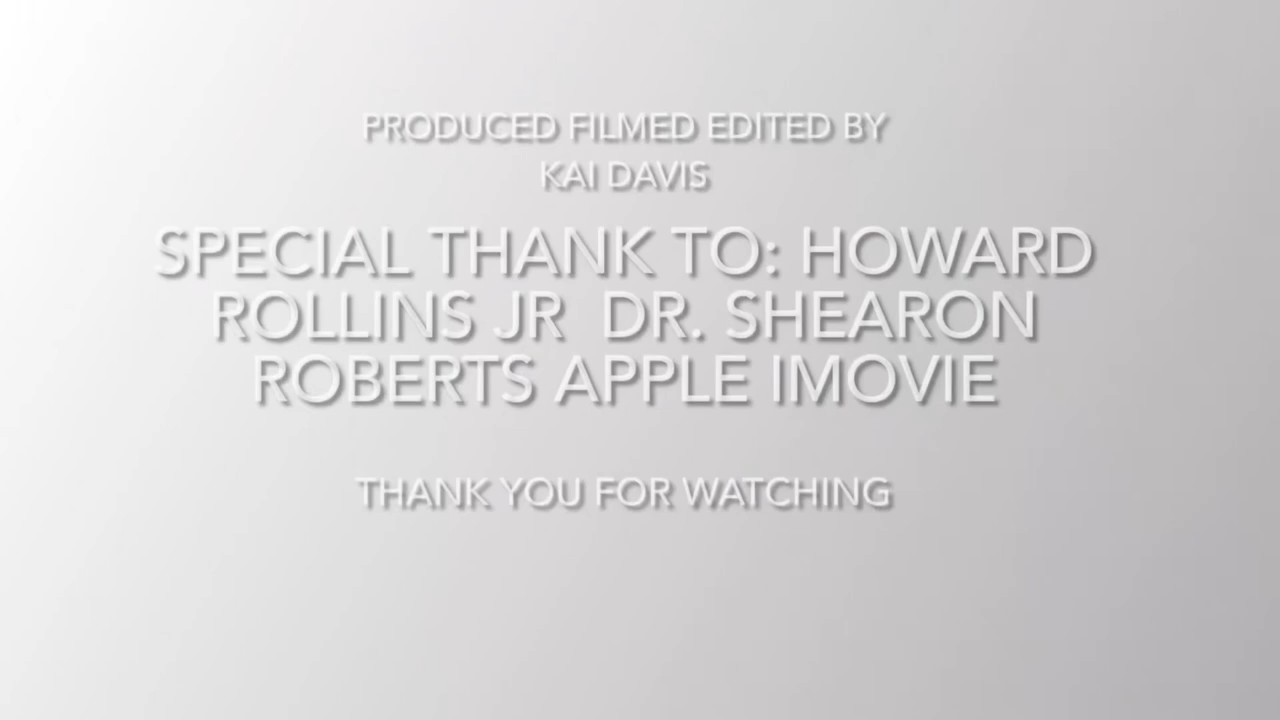 PRODUCED FILMED EDITED BY
KAI DAVIS
SPECIAL THANK TO: HOWARD
ROLLINS JR  DR. SHEARON
ROBERTS APPLE IMOVIE
THANK YOU FOR WATCHING